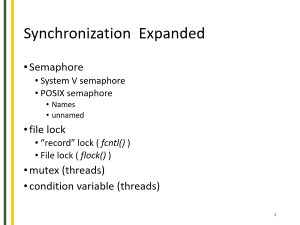 Synchronization Expanded
• Semaphore
• System V semaphore
• POSIX semaphore
• Names
• unnamed
• file lock
• “record” lock ( fcntl() )
• File lock ( flock() )
• mutex (threads)
• condition variable (threads)